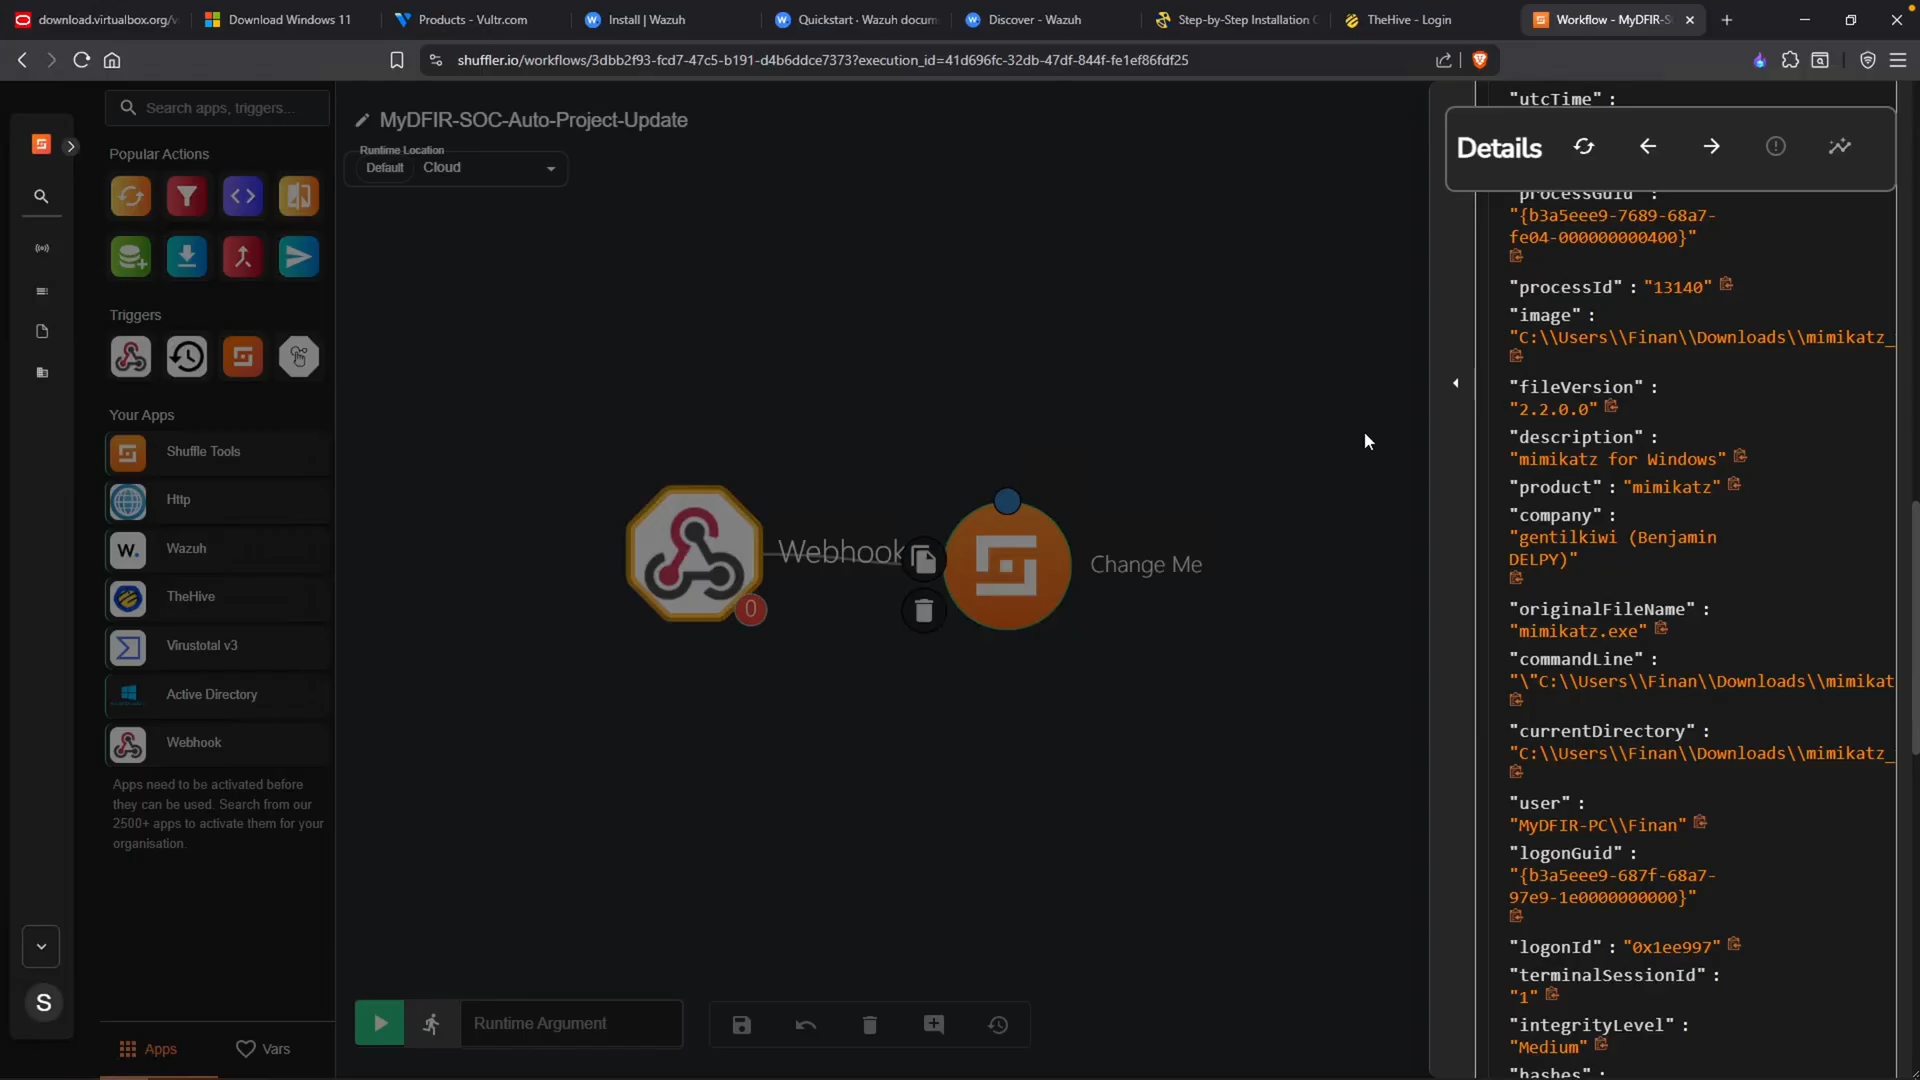 download.virtualbox.org/v
Download Windows 11
Products - Vultr.com
Install | Wazuh
Quickstart · Wazuh docum
Discover - Wazuh
Step-by-Step Installation G
TheHive - Login
Workflow - MyDFIR-S
shuffler.io/workflows/3dbb2f93-fcd7-47c5-b191-d4b6ddce7373?execution_id=41d696fc-32db-47df-844f-fe1ef86fdf25
Search apps, triggers...
Popular Actions
Triggers
Your Apps
Shuffle Tools
Http
W.
Wazuh
TheHive
Virustotal v3
Active Directory
Webhook
Apps need to be activated before
they can be used. Search from our
2500+ apps to activate them for your
organisation.
S
Apps
Vars
MyDFIR-SOC-Auto-Project-Update
Runtime Location
Default
Cloud
Webhook
0
Change Me
Runtime Argument
"utcTime" :
Details
"processGuid" :
"{b3a5eee9-7689-68a7-
fe04-000000000400}"
"processId" : "13140"
"image" :
"C:\\Users\\Finan\\Downloads\\mimikatz_
"fileVersion" :
"2.2.0.0"
"description" :
"mimikatz for Windows"
"product" : "mimikatz"
"company" :
"gentilkiwi (Benjamin
DELPY)"
"originalFileName" :
"mimikatz.exe"
"commandLine" :
"\"C:\\Users\\Finan\\Downloads\\mimikat
"currentDirectory" :
"C:\\Users\\Finan\\Downloads\\mimikatz_
"user" :
"MyDFIR-PC\\Finan"
"logonGuid" :
"{b3a5eee9-687f-68a7-
97e9-1e0000000000}"
"logonId" : "0x1ee997"
"terminalSessionId" :
"1"
"integrityLevel" :
"Medium"
"hashes" :